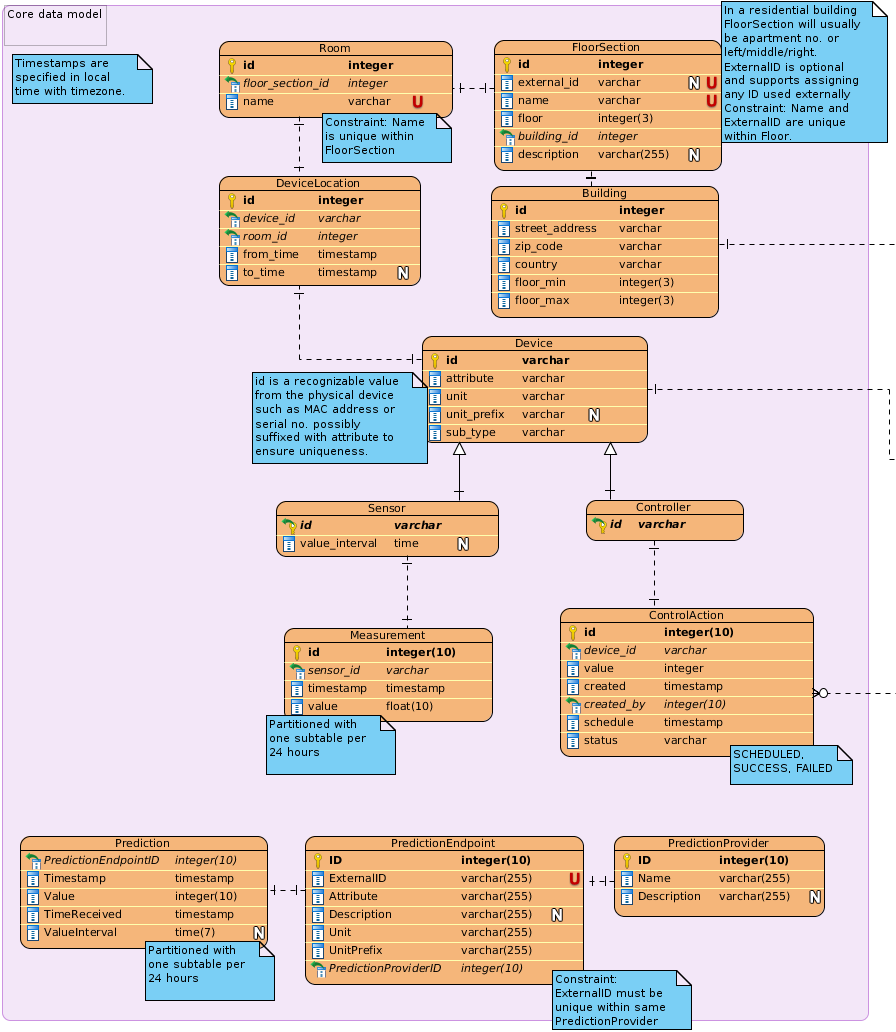 Core data model
Timestamps are
specified in local
time with timezone.
Room
id integer
floor_section_id integer
name varchar U
Constraint: Name
is unique within
FloorSection
FloorSection
id integer
external_id varchar N U
name varchar U
floor integer(3)
building_id integer
description varchar(255) N
In a residential building
FloorSection will usually
be apartment no. or
left/middle/right.
ExternalID is optional
and supports assigning
any ID used externally
Constraint: Name and
ExternalID are unique
within Floor.
DeviceLocation
id integer
device_id varchar
room_id integer
from_time timestamp
to_time timestamp N
Building
id integer
street_address varchar
zip_code varchar
country varchar
floor_min integer(3)
floor_max integer(3)
Device
id varchar
attribute varchar
unit varchar
unit_prefix varchar N
sub_type varchar
id is a recognizable value
from the physical device
such as MAC address or
serial no. possibly
suffixed with attribute to
ensure uniqueness.
Sensor
id varchar
value_interval time N
Controller
id varchar
Measurement
id integer(10)
sensor_id varchar
timestamp timestamp
value float(10)
Partitioned with
one subtable per
24 hours
ControlAction
id integer(10)
device_id varchar
value integer
created timestamp
created_by integer(10)
schedule timestamp
status varchar
SCHEDULED,
SUCCESS, FAILED
Prediction
PredictionEndpointID integer(10)
Timestamp timestamp
Value integer(10)
TimeReceived timestamp
ValueInterval time(7) N
Partitioned with
one subtable per
24 hours
PredictionEndpoint
ID integer(10)
ExternalID varchar(255) U
Attribute varchar(255)
Description varchar(255) N
Unit varchar(255)
UnitPrefix varchar(255)
PredictionProviderID integer(10)
Constraint:
ExternalID must be
unique within same
PredictionProvider
PredictionProvider
ID integer(10)
Name varchar(255)
Description varchar(255) N